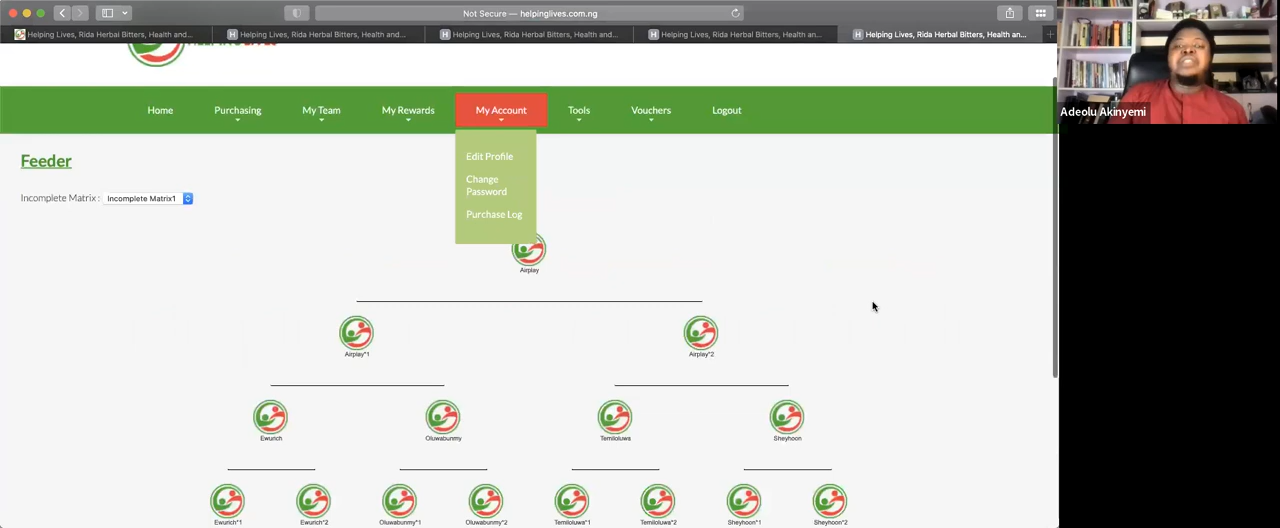 Not Secure — helpinglives.com.ng
Helping Lives, Rida Herbal Bitters, Health and...
Helping Lives, Rida Herbal Bitters, Health an...
Helping Lives, Rida Herbal Bitters, Health an...
Helping Lives, Rida Herbal Bitters, Health an...
Helping Lives, Rida Herbal Bitters, Health an...
Home Purchasing My Team My Rewards My Account Tools Vouchers Logout
Adeolu Akinyemi
Edit Profile
Change
Password
Purchase Log
Feeder
Incomplete Matrix : Incomplete Matrix1
Airplay
Airplay*1 Airplay*2
Ewurich Oluwabunmy Temiloluwa Sheyhoon
Ewurich*1 Ewurich*2 Oluwabunmy*1 Oluwabunmy*2 Temiloluwa*1 Temiloluwa*2 Sheyhoon*1 Sheyhoon*2